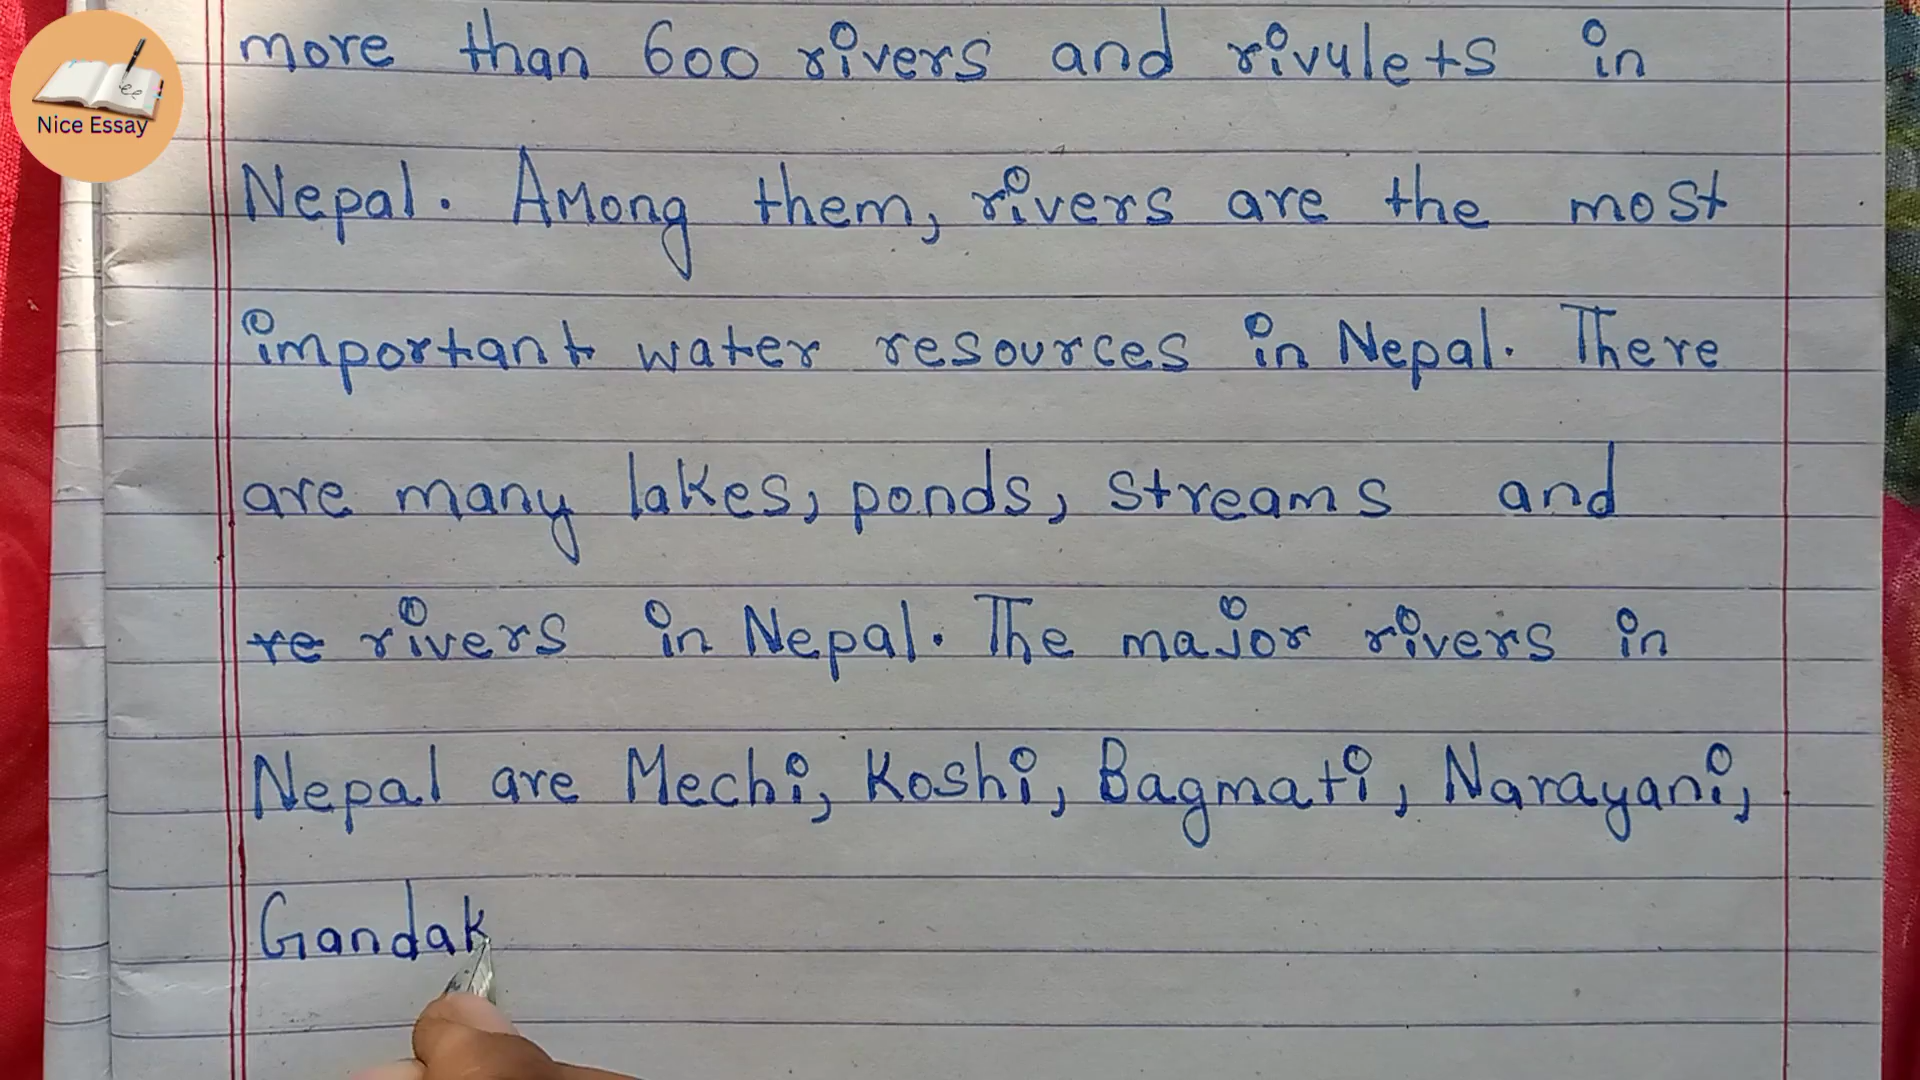 Nice Essay
more than 600 rivers and rivulets in
Nepal. Among them, rivers are the most
important water resources in Nepal. There
are many lakes, ponds, streams and
re rivers in Nepal. The major rivers in
Nepal are Mechi, Koshi, Bagmati, Narayani,
Gandak